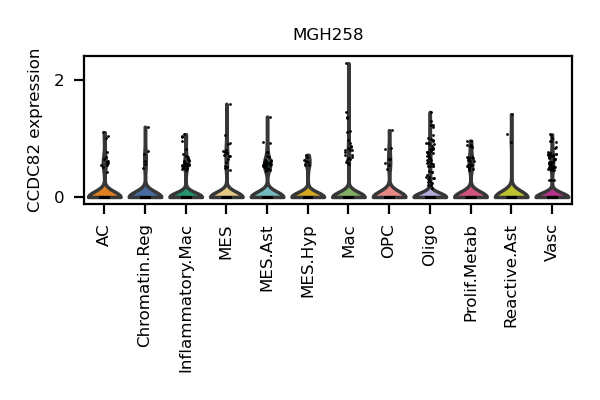 MGH258
CCDC82 expression
2
0
AC
Chromatin.Reg
Inflammatory.Mac
MES
MES.Ast
MES.Hyp
Mac
OPC
Oligo
Prolif.Metab
Reactive.Ast
Vasc